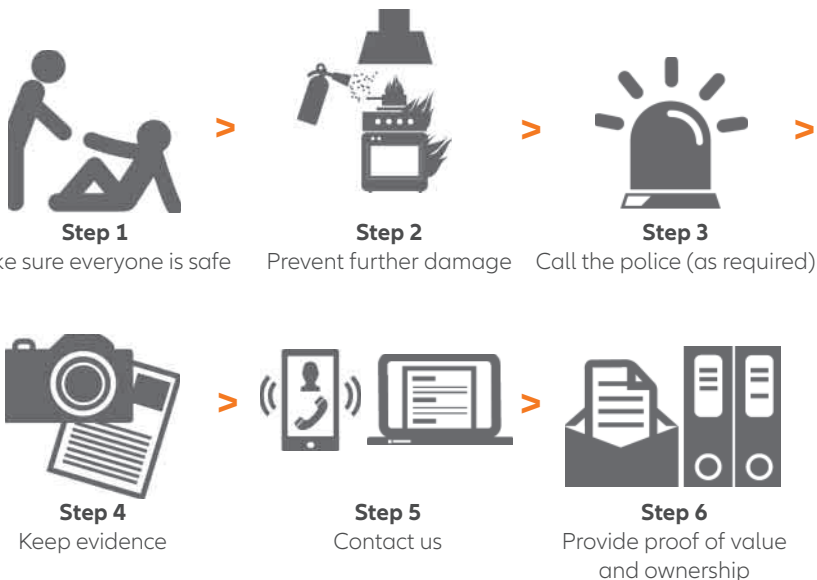 >
>
>
Step 1
ke sure everyone is safe
Step 2
Prevent further damage
Step 3
Call the police (as required)
>
>
Step 4
Keep evidence
Step 5
Contact us
Step 6
Provide proof of value
and ownership